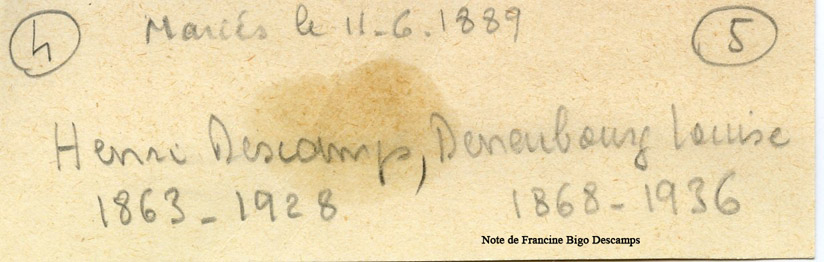 4 Mariés le 11-6.1889 5
Henri Descamps, Deneubourg Louise
1863-1928 1868-1936
Note de Francine Bigo Descamps